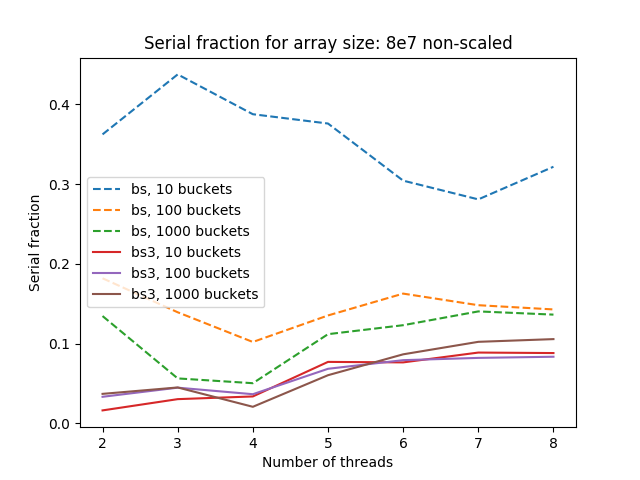 Serial fraction for array size: 8e7 non-scaled
Serial fraction
0.4
0.3
0.2
0.1
0.0
bs, 10 buckets
bs, 100 buckets
bs, 1000 buckets
bs3, 10 buckets
bs3, 100 buckets
bs3, 1000 buckets
2 3 4 5 6 7 8
Number of threads